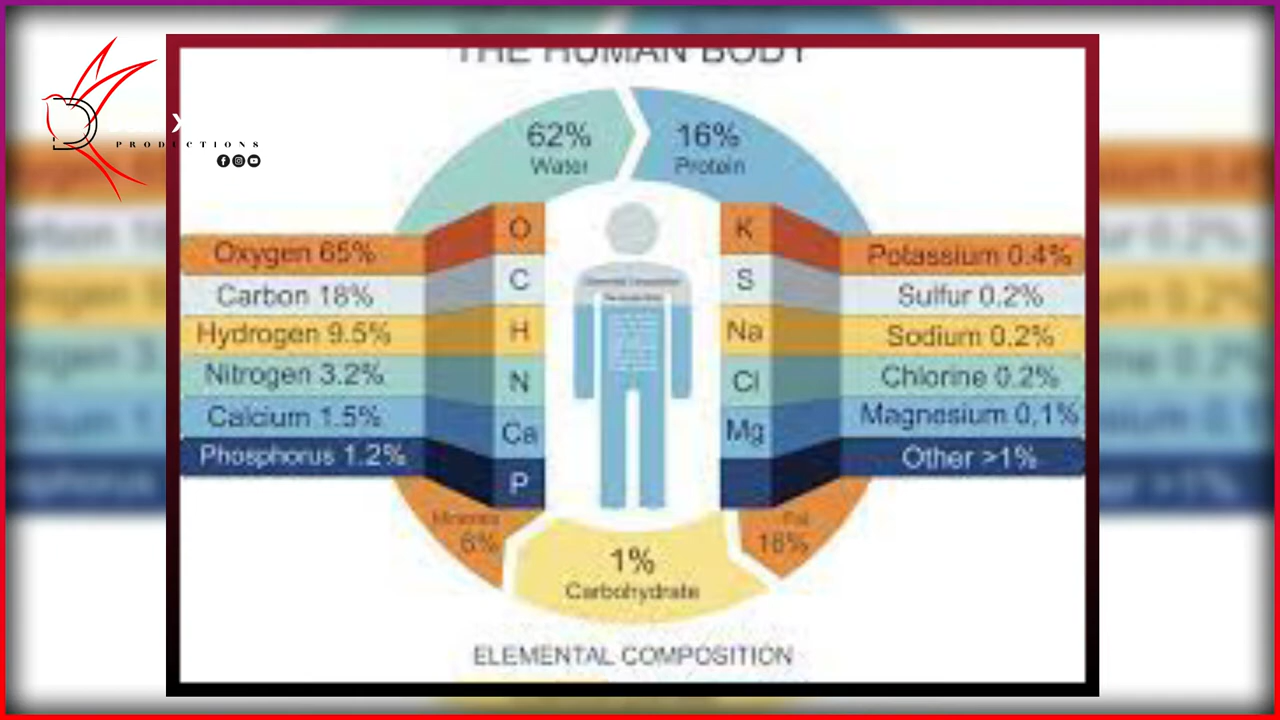 THE HUMAN BODY
PRODUCTIONS
62%
Water
16%
Protein
Oxygen 65%
Carbon 18%
Hydrogen 9.5%
Nitrogen 3.2%
Calcium 1.5%
Phosphorus 1.2%
O
C
H
N
Ca
P
K
S
Na
Cl
Mg
Potassium 0.4%
Sulfur 0.2%
Sodium 0.2%
Chlorine 0.2%
Magnesium 0.1%
Other >1%
Minerals
6%
1%
Carbohydrate
Fat
16%
ELEMENTAL COMPOSITION